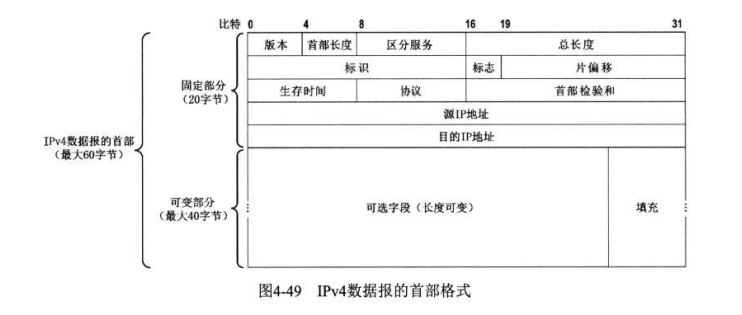 比特 0 4 8 16 19 31
版本 首部长度 区分服务 总长度
标识 标志 片偏移
固定部分
(20字节)
生存时间 协议 首部检验和
源IP地址
目的IP地址
IPv4数据报的首部
(最大60字节)
可变部分
(最大40字节)
可选字段(长度可变) 填充
图4-49 IPv4数据报的首部格式